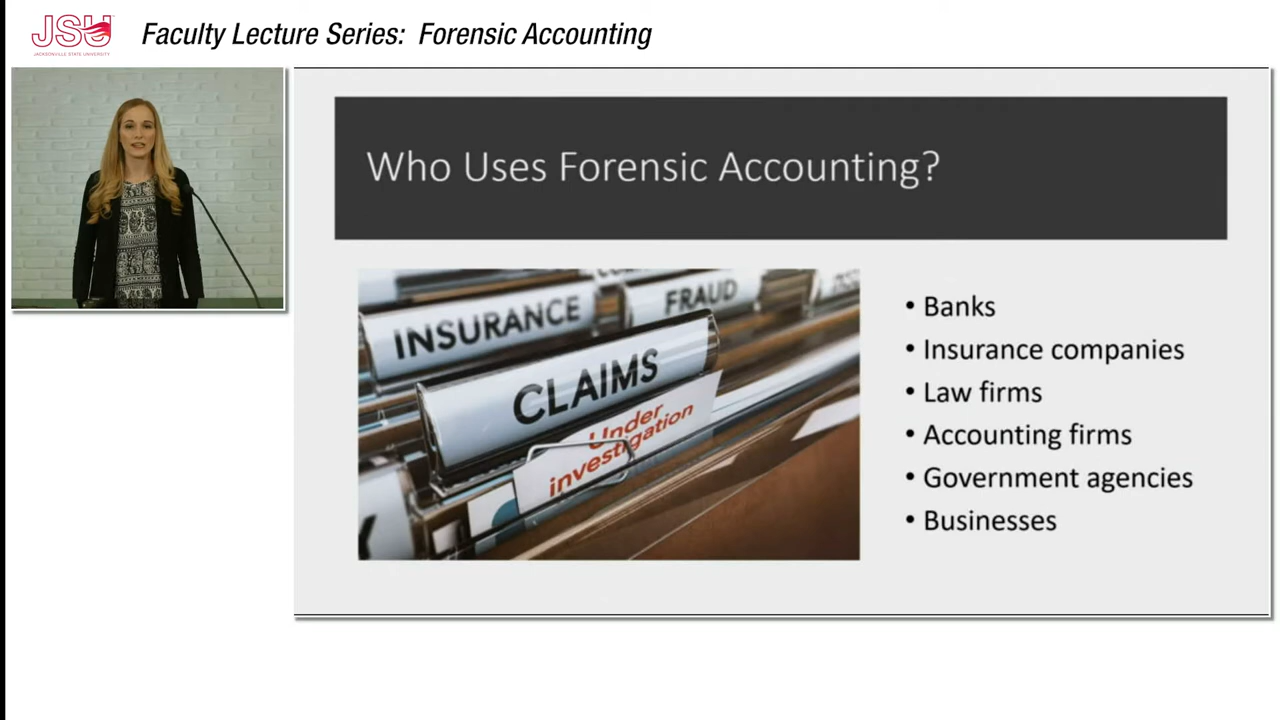 JSU
JACKSONVILLE STATE UNIVERSITY
Faculty Lecture Series: Forensic Accounting
Who Uses Forensic Accounting?
INSURANCE
FRAUD
CLAIMS
Under
investigation
• Banks
• Insurance companies
• Law firms
• Accounting firms
• Government agencies
• Businesses